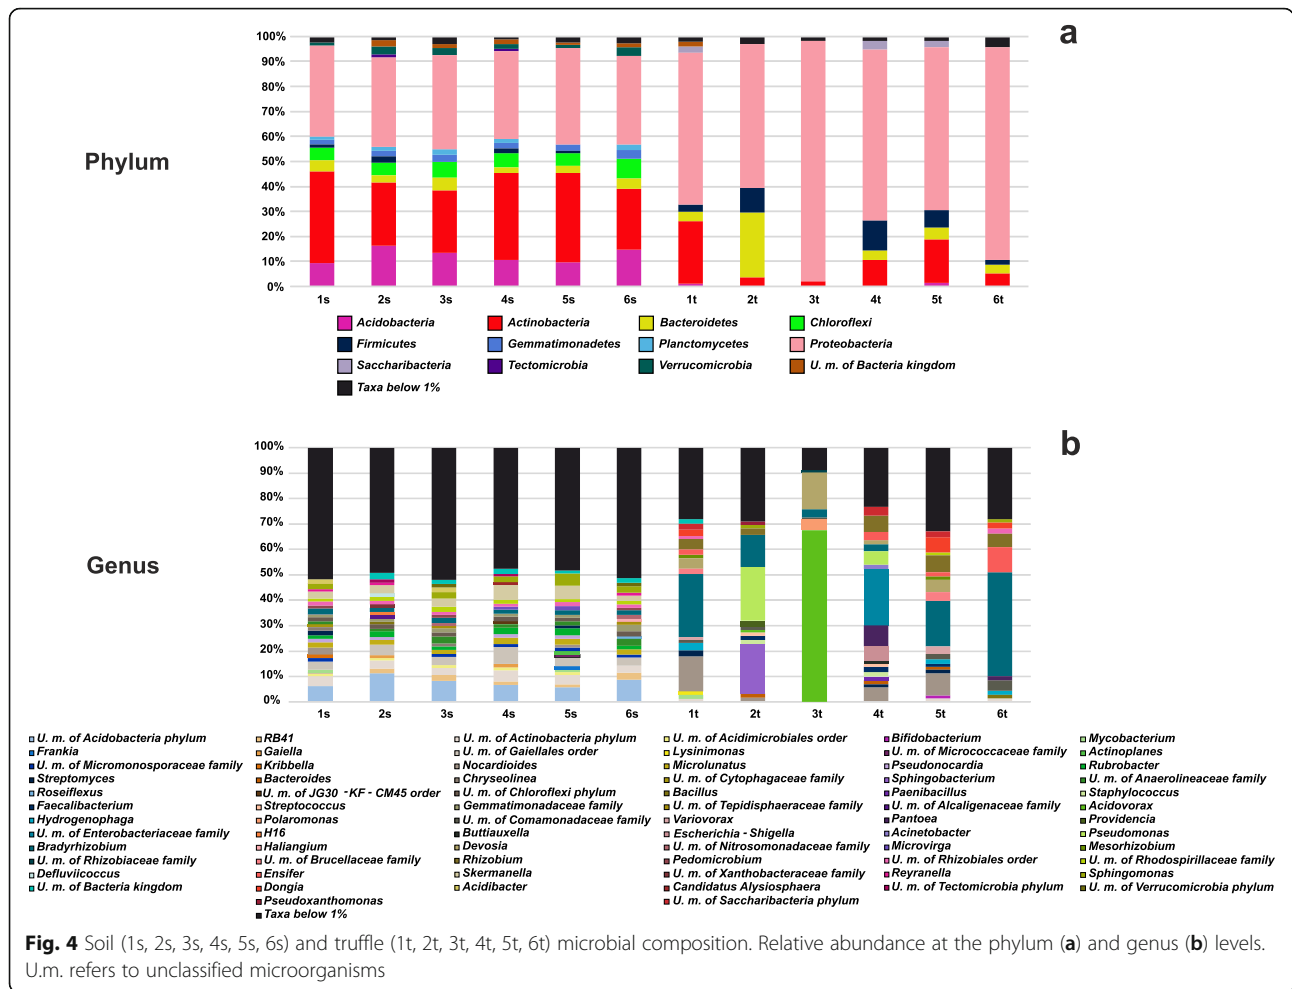 a
Phylum
100%
90%
80%
70%
60%
50%
40%
30%
20%
10%
0%
1s 2s 3s 4s 5s 6s 1t 2t 3t 4t 5t 6t
Acidobacteria Actinobacteria Bacteroidetes Chloroflexi
Firmicutes Gemmatimonadetes Planctomycetes Proteobacteria
Saccharibacteria Tectomicrobia Verrucomicrobia U. m. of Bacteria kingdom
Taxa below 1%
b
Genus
100%
90%
80%
70%
60%
50%
40%
30%
20%
10%
0%
1s 2s 3s 4s 5s 6s 1t 2t 3t 4t 5t 6t
U. m. of Acidobacteria phylum
Frankia
U. m. of Micromonosporaceae family
Streptomyces
Roseiflexus
Faecalibacterium
Hydrogenophaga
U. m. of Enterobacteriaceae family
Bradyrhizobium
U. m. of Rhizobiaceae family
Defluviicoccus
U. m. of Bacteria kingdom
RB41
Gaiella
Kribbella
Bacteroides
U. m. of JG30 - KF - CM45 order
Streptococcus
Polaromonas
H16
Haliangium
U. m. of Brucellaceae family
Ensifer
Dongia
Pseudoxanthomonas
Taxa below 1%
U. m. of Actinobacteria phylum
U. m. of Gaiellales order
Nocardioides
Chryseolinea
U. m. of Chloroflexi phylum
Gemmatimonadaceae family
U. m. of Comamonadaceae family
Buttiauxella
Devosia
Rhizobium
Skermanella
Acidibacter
U. m. of Acidimicrobiales order
Lysinimonas
Microlunatus
U. m. of Cytophagaceae family
Bacillus
U. m. of Tepidisphaeraceae family
Variovorax
Escherichia - Shigella
U. m. of Nitrosomonadaceae family
Pedomicrobium
U. m. of Xanthobacteraceae family
Candidatus Alysiosphaera
U. m. of Saccharibacteria phylum
Bifidobacterium
U. m. of Micrococcaceae family
Pseudonocardia
Sphingobacterium
Paenibacillus
U. m. of Alcaligenaceae family
Pantoea
Acinetobacter
Microvirga
U. m. of Rhizobiales order
Reyranella
U. m. of Tectomicrobia phylum
Mycobacterium
Actinoplanes
Rubrobacter
U. m. of Anaerolineaceae family
Staphylococcus
Acidovorax
Providencia
Pseudomonas
Mesorhizobium
U. m. of Rhodospirillaceae family
Sphingomonas
U. m. of Verrucomicrobia phylum
Fig. 4 Soil (1s, 2s, 3s, 4s, 5s, 6s) and truffle (1t, 2t, 3t, 4t, 5t, 6t) microbial composition. Relative abundance at the phylum (a) and genus (b) levels.
U.m. refers to unclassified microorganisms